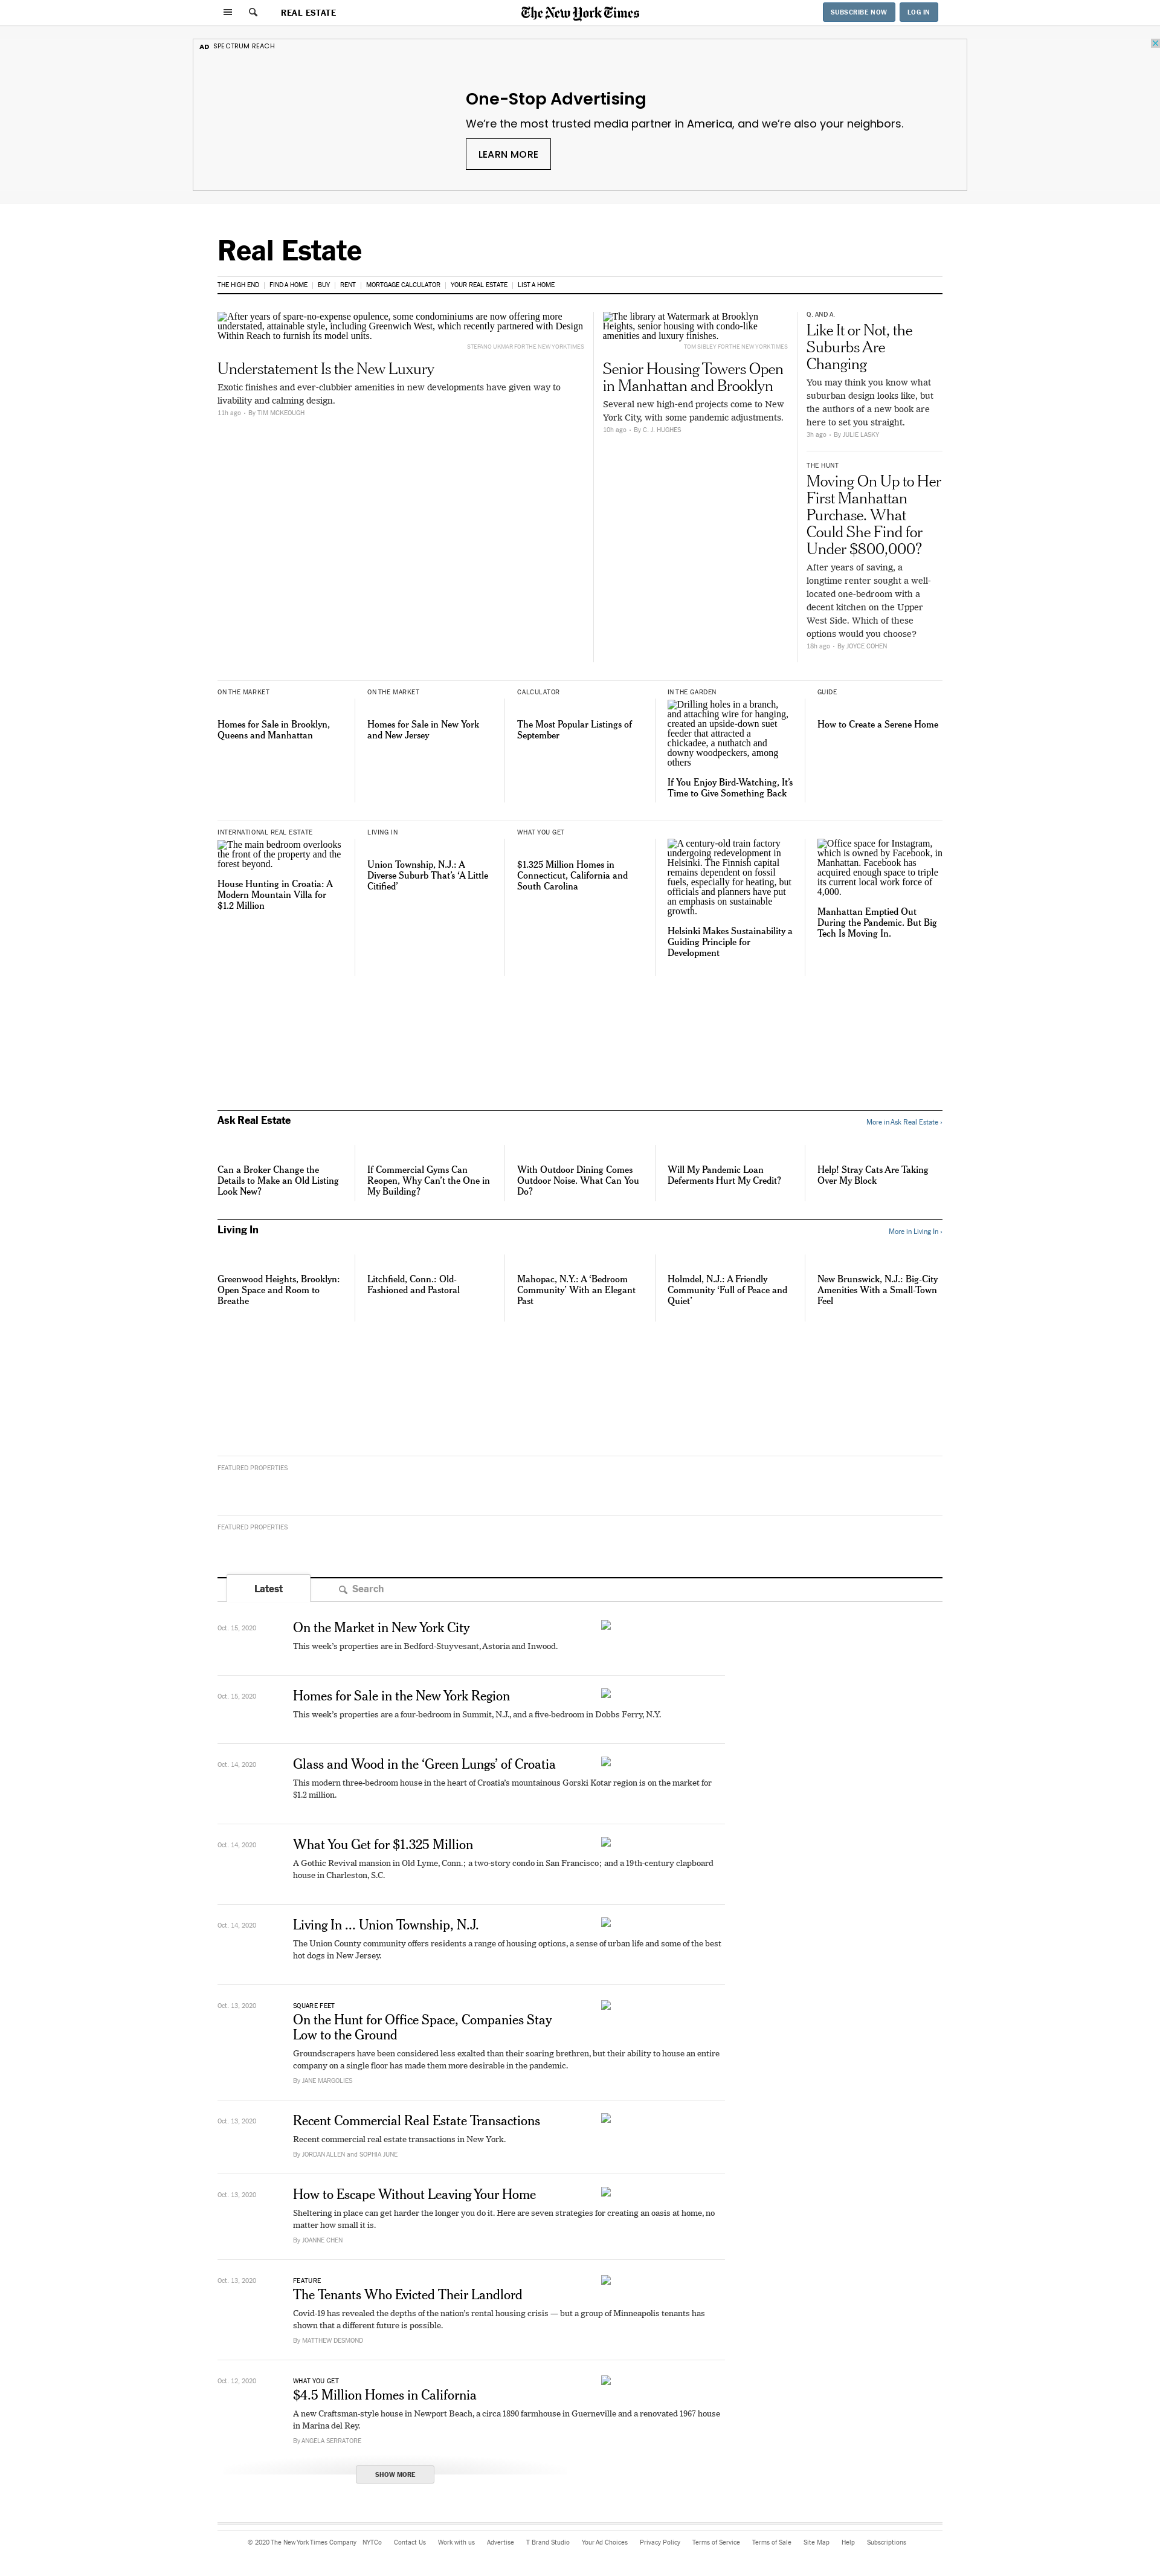 REAL ESTATE
The New York Times
SUBSCRIBE NOW
LOG IN
AD SPECTRUM REACH
One-Stop Advertising
We're the most trusted media partner in America, and we're also your neighbors.
LEARN MORE
Real Estate
THE HIGH END
FIND A HOME
BUY
RENT
MORTGAGE CALCULATOR
YOUR REAL ESTATE
LIST A HOME
After years of spare-no-expense opulence, some condominiums are now offering more
understated, attainable style, including Greenwich West, which recently partnered with Design
Within Reach to furnish its model units.
STEFANO UKMAR FOR THE NEW YORK TIMES
Understatement Is the New Luxury
Exotic finishes and ever-clubbier amenities in new developments have given way to
livability and calming design.
11h ago · By TIM MCKEOUGH
The library at Watermark at Brooklyn
Heights, senior housing with condo-like
amenities and luxury finishes.
TOM SIBLEY FOR THE NEW YORK TIMES
Senior Housing Towers Open
in Manhattan and Brooklyn
Several new high-end projects come to New
York City, with some pandemic adjustments.
10h ago · By C. J. HUGHES
Q. AND A.
Like It or Not, the
Suburbs Are
Changing
You may think you know what
suburban design looks like, but
the authors of a new book are
here to set you straight.
3h ago · By JULIE LASKY
THE HUNT
Moving On Up to Her
First Manhattan
Purchase. What
Could She Find for
Under $800,000?
After years of saving, a
longtime renter sought a well-
located one-bedroom with a
decent kitchen on the Upper
West Side. Which of these
options would you choose?
18h ago · By JOYCE COHEN
ON THE MARKET
Homes for Sale in Brooklyn,
Queens and Manhattan
ON THE MARKET
Homes for Sale in New York
and New Jersey
CALCULATOR
The Most Popular Listings of
September
IN THE GARDEN
Drilling holes in a branch,
and attaching wire for hanging,
created an upside-down suet
feeder that attracted a
chickadee, a nuthatch and
downy woodpeckers, among
others
If You Enjoy Bird-Watching, It's
Time to Give Something Back
GUIDE
How to Create a Serene Home
INTERNATIONAL REAL ESTATE
The main bedroom overlooks
the front of the property and the
forest beyond.
House Hunting in Croatia: A
Modern Mountain Villa for
$1.2 Million
LIVING IN
Union Township, N.J.: A
Diverse Suburb That's ‘A Little
Citified’
WHAT YOU GET
$1.325 Million Homes in
Connecticut, California and
South Carolina
A century-old train factory
undergoing redevelopment in
Helsinki. The Finnish capital
remains dependent on fossil
fuels, especially for heating, but
officials and planners have put
an emphasis on sustainable
growth.
Helsinki Makes Sustainability a
Guiding Principle for
Development
Office space for Instagram,
which is owned by Facebook, in
Manhattan. Facebook has
acquired enough space to triple
its current local work force of
4,000.
Manhattan Emptied Out
During the Pandemic. But Big
Tech Is Moving In.
Ask Real Estate
More in Ask Real Estate ›
Can a Broker Change the
Details to Make an Old Listing
Look New?
If Commercial Gyms Can
Reopen, Why Can't the One in
My Building?
With Outdoor Dining Comes
Outdoor Noise. What Can You
Do?
Will My Pandemic Loan
Deferments Hurt My Credit?
Help! Stray Cats Are Taking
Over My Block
Living In
More in Living In ›
Greenwood Heights, Brooklyn:
Open Space and Room to
Breathe
Litchfield, Conn.: Old-
Fashioned and Pastoral
Mahopac, N.Y.: A ‘Bedroom
Community’ With an Elegant
Past
Holmdel, N.J.: A Friendly
Community ‘Full of Peace and
Quiet’
New Brunswick, N.J.: Big-City
Amenities With a Small-Town
Feel
FEATURED PROPERTIES
FEATURED PROPERTIES
Latest
Search
Oct. 15, 2020
On the Market in New York City
This week's properties are in Bedford-Stuyvesant, Astoria and Inwood.
Oct. 15, 2020
Homes for Sale in the New York Region
This week's properties are a four-bedroom in Summit, N.J., and a five-bedroom in Dobbs Ferry, N.Y.
Oct. 14, 2020
Glass and Wood in the ‘Green Lungs’ of Croatia
This modern three-bedroom house in the heart of Croatia's mountainous Gorski Kotar region is on the market for
$1.2 million.
Oct. 14, 2020
What You Get for $1.325 Million
A Gothic Revival mansion in Old Lyme, Conn.; a two-story condo in San Francisco; and a 19th-century clapboard
house in Charleston, S.C.
Oct. 14, 2020
Living In ... Union Township, N.J.
The Union County community offers residents a range of housing options, a sense of urban life and some of the best
hot dogs in New Jersey.
Oct. 13, 2020
SQUARE FEET
On the Hunt for Office Space, Companies Stay
Low to the Ground
Groundscrapers have been considered less exalted than their soaring brethren, but their ability to house an entire
company on a single floor has made them more desirable in the pandemic.
By JANE MARGOLIES
Oct. 13, 2020
Recent Commercial Real Estate Transactions
Recent commercial real estate transactions in New York.
By JORDAN ALLEN and SOPHIA JUNE
Oct. 13, 2020
How to Escape Without Leaving Your Home
Sheltering in place can get harder the longer you do it. Here are seven strategies for creating an oasis at home, no
matter how small it is.
By JOANNE CHEN
Oct. 13, 2020
FEATURE
The Tenants Who Evicted Their Landlord
Covid-19 has revealed the depths of the nation's rental housing crisis — but a group of Minneapolis tenants has
shown that a different future is possible.
By MATTHEW DESMOND
Oct. 12, 2020
WHAT YOU GET
$4.5 Million Homes in California
A new Craftsman-style house in Newport Beach, a circa 1890 farmhouse in Guerneville and a renovated 1967 house
in Marina del Rey.
By ANGELA SERRATORE
SHOW MORE
© 2020 The New York Times Company NYTCo Contact Us Work with us Advertise T Brand Studio Your Ad Choices Privacy Policy Terms of Service Terms of Sale Site Map Help Subscriptions